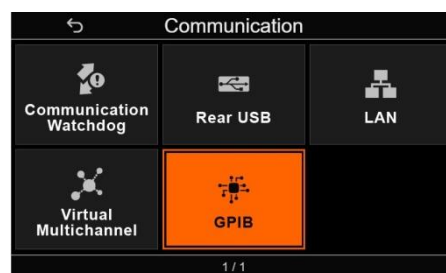 Communication
Communication
Watchdog
Rear USB
LAN
Virtual
Multichannel
GPIB
1 / 1